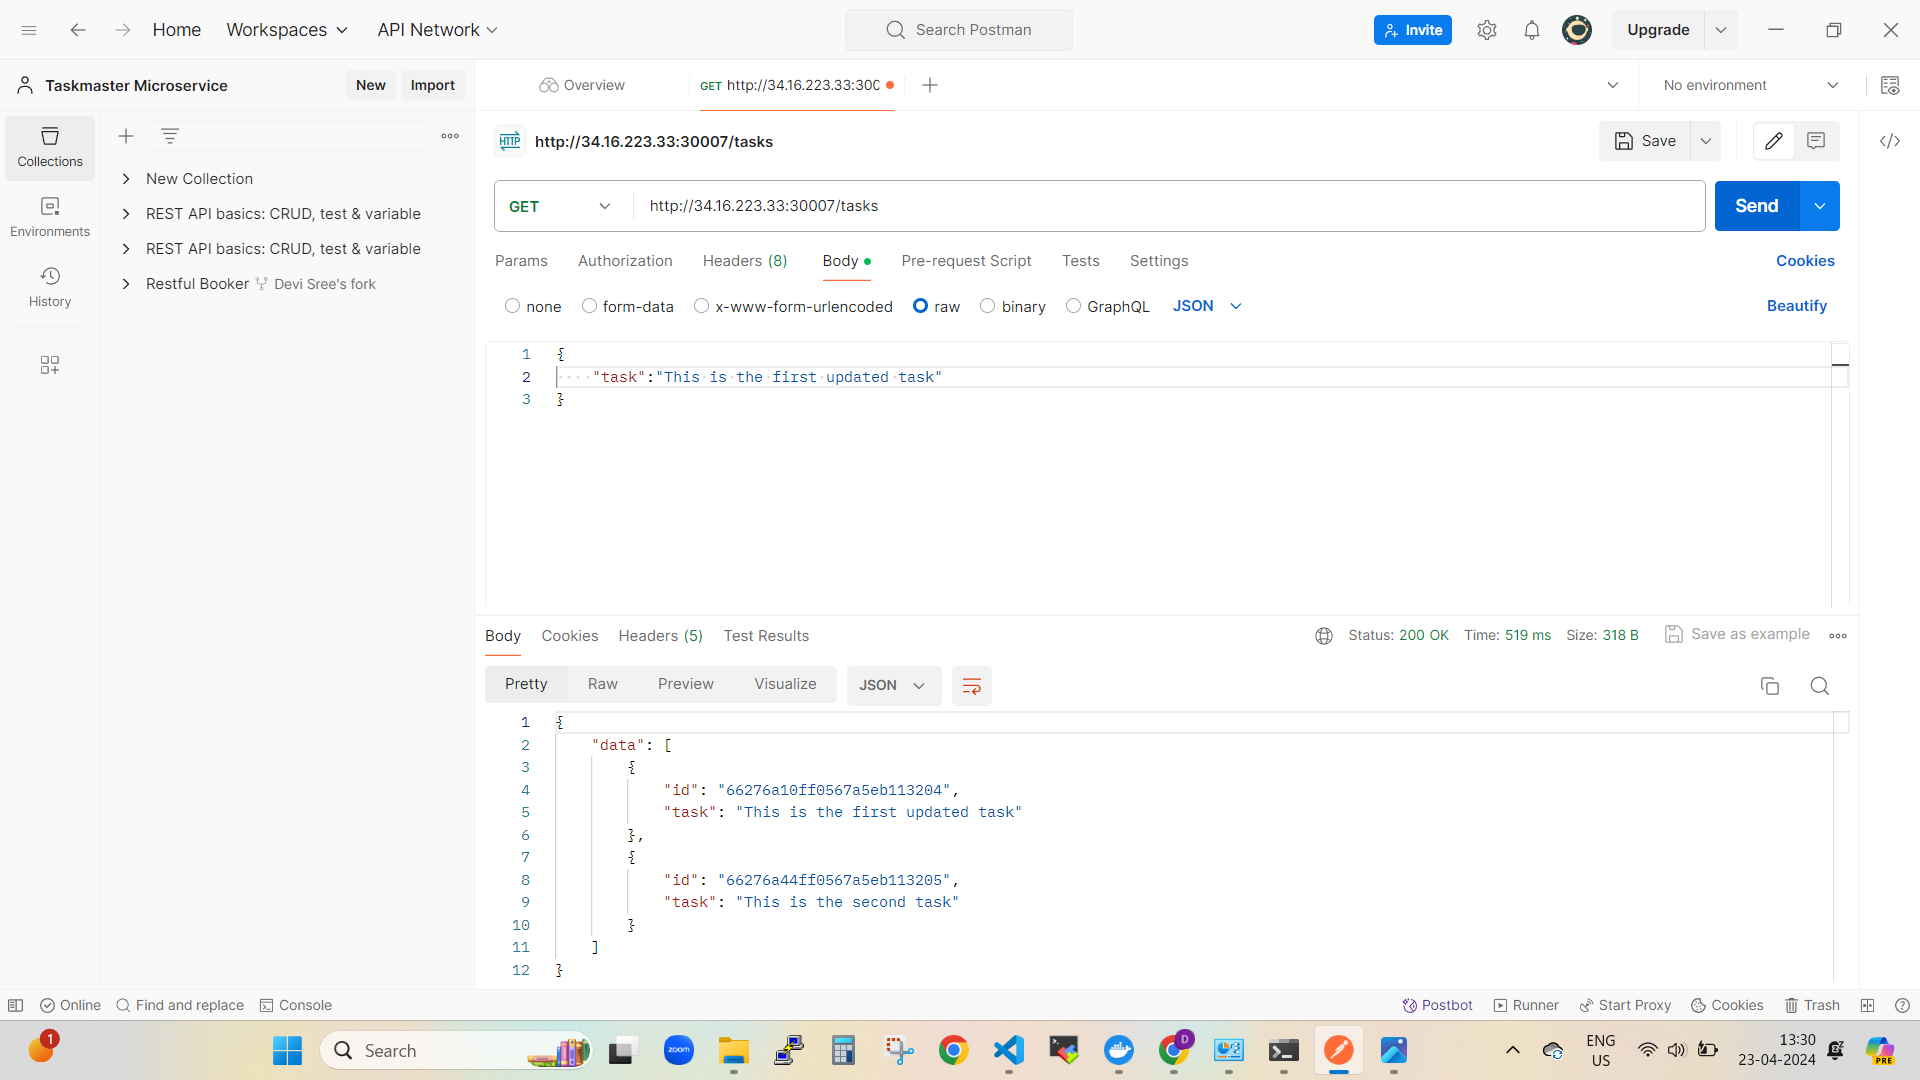 Home Workspaces API Network Search Postman Invite Upgrade
Taskmaster Microservice New Import Overview GET http://34.16.223.33:300 No environment
HTTP http://34.16.223.33:30007/tasks Save
Collections
New Collection
REST API basics: CRUD, test & variable
REST API basics: CRUD, test & variable
Restful Booker Devi Sree's fork
Environments
History
GET http://34.16.223.33:30007/tasks Send
Params Authorization Headers (8) Body Pre-request Script Tests Settings Cookies
none form-data x-www-form-urlencoded raw binary GraphQL JSON Beautify
1 {
2 ····"task":"This·is·the·first·updated·task"
3 }
Body Cookies Headers (5) Test Results Status: 200 OK Time: 519 ms Size: 318 B Save as example
Pretty Raw Preview Visualize JSON
1 {
2 "data": [
3 {
4 "id": "66276a10ff0567a5eb113204",
5 "task": "This is the first updated task"
6 },
7 {
8 "id": "66276a44ff0567a5eb113205",
9 "task": "This is the second task"
10 }
11 ]
12 }
Online Find and replace Console Postbot Runner Start Proxy Cookies Trash
1 Search zoom D ENG 13:30 PRE
US 23-04-2024